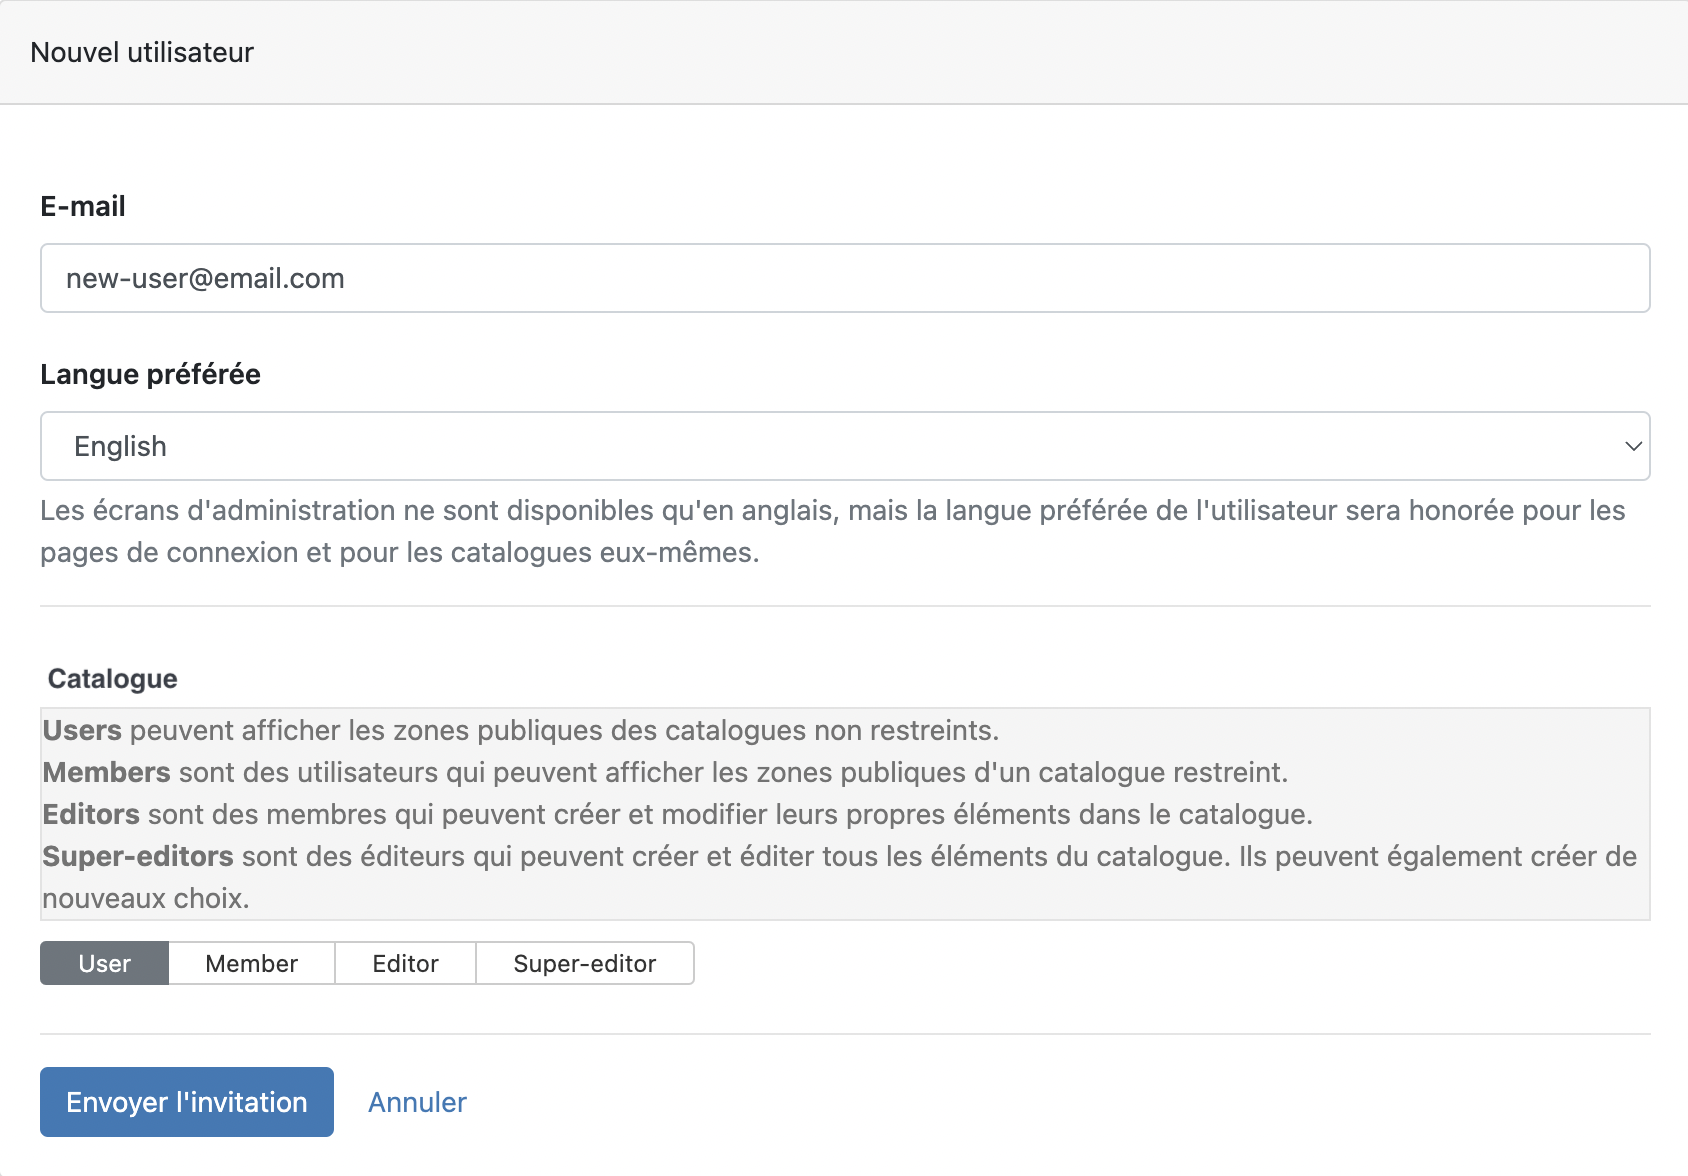 Nouvel utilisateur
E-mail
new-user@email.com
Langue préférée
English
Les écrans d'administration ne sont disponibles qu'en anglais, mais la langue préférée de l'utilisateur sera honorée pour les
pages de connexion et pour les catalogues eux-mêmes.
Catalogue
Users peuvent afficher les zones publiques des catalogues non restreints.
Members sont des utilisateurs qui peuvent afficher les zones publiques d'un catalogue restreint.
Editors sont des membres qui peuvent créer et modifier leurs propres éléments dans le catalogue.
Super-editors sont des éditeurs qui peuvent créer et éditer tous les éléments du catalogue. Ils peuvent également créer de
nouveaux choix.
User Member Editor Super-editor
Envoyer l'invitation Annuler